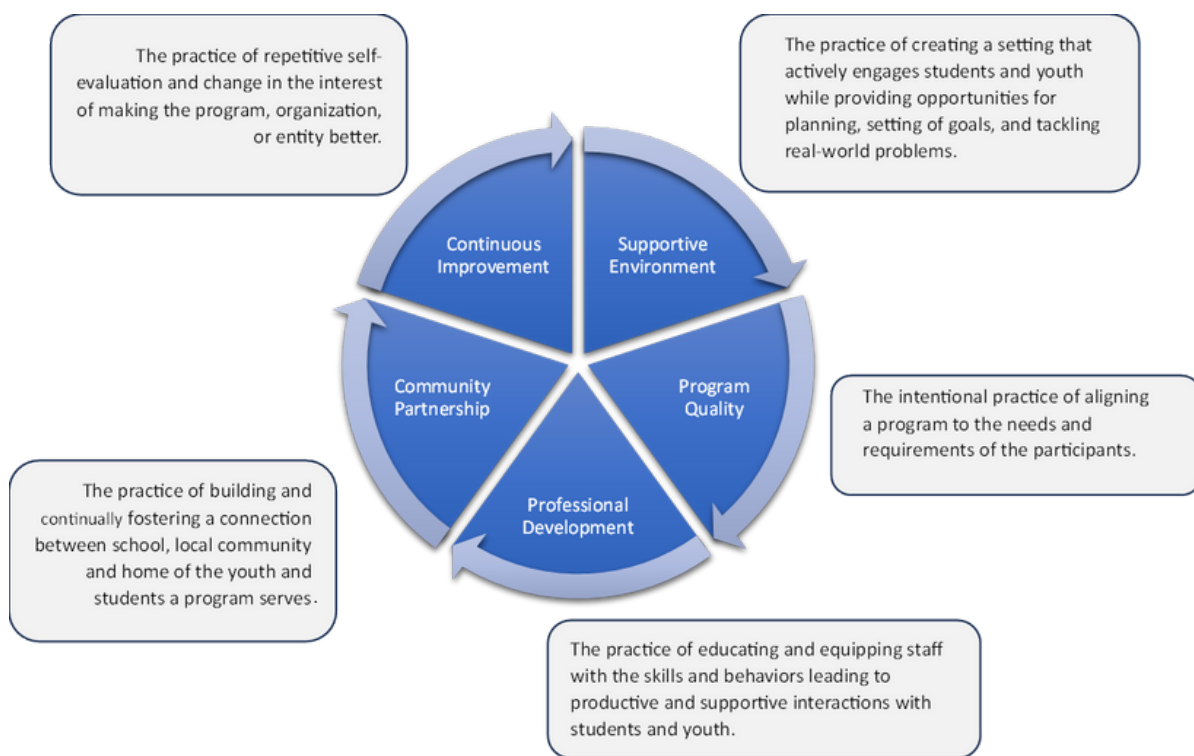 The practice of repetitive self-
evaluation and change in the interest
of making the program, organization,
or entity better.
The practice of creating a setting that
actively engages students and youth
while providing opportunities for
planning, setting of goals, and tackling
real-world problems.
Continuous
Improvement
Supportive
Environment
Community
Partnership
Program
Quality
Professional
Development
The intentional practice of aligning
a program to the needs and
requirements of the participants.
The practice of building and
continually fostering a connection
between school, local community
and home of the youth and
students a program serves.
The practice of educating and equipping staff
with the skills and behaviors leading to
productive and supportive interactions with
students and youth.